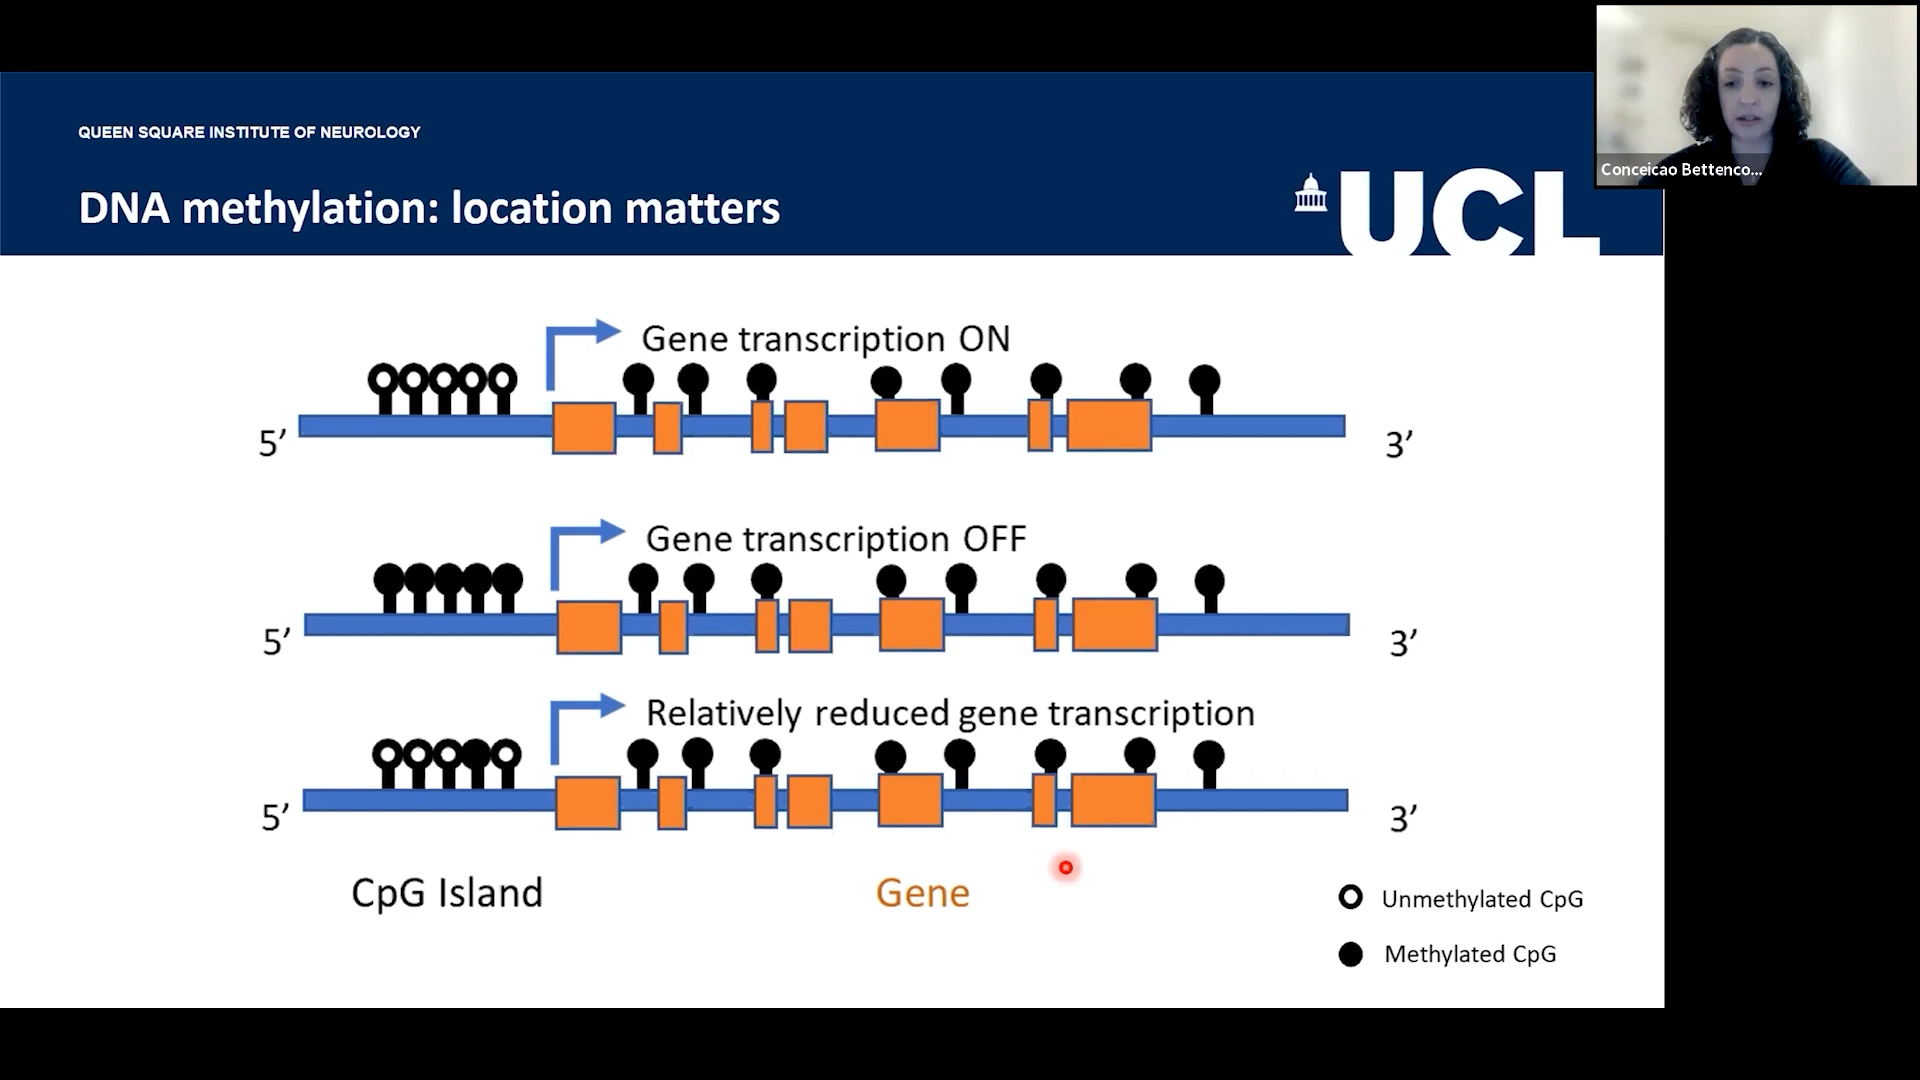 Conceicao Bettenco...
QUEEN SQUARE INSTITUTE OF NEUROLOGY
DNA methylation: location matters
UCL
Gene transcription ON
5’
3’
Gene transcription OFF
5’
3’
Relatively reduced gene transcription
5’
3’
CpG Island
Gene
Unmethylated CpG
Methylated CpG